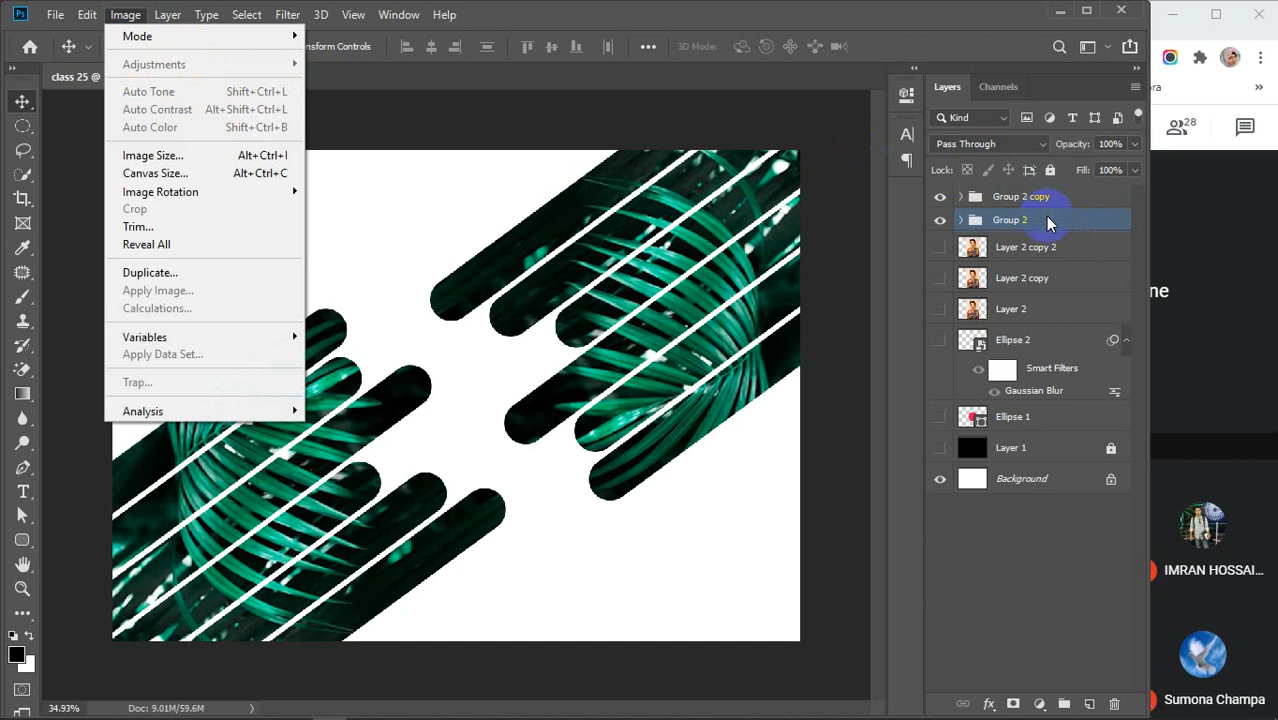 Ps File Edit Image Layer Type Select Filter 3D View Window Help
Mode
Adjustments
Auto Tone Shift+Ctrl+L
Auto Contrast Alt+Shift+Ctrl+L
Auto Color Shift+Ctrl+B
Image Size... Alt+Ctrl+I
Canvas Size... Alt+Ctrl+C
Image Rotation
Crop
Trim...
Reveal All
Duplicate...
Apply Image...
Calculations...
Variables
Apply Data Set...
Trap...
Analysis
Transform Controls
3D Mode:
class 25 @
34.93% Doc: 9.01M/59.6M
Layers Channels
Kind
Pass Through Opacity: 100%
Lock: Fill: 100%
Group 2 copy
Group 2
Layer 2 copy 2
Layer 2 copy
Layer 2
Ellipse 2
Smart Filters
Gaussian Blur
Ellipse 1
Layer 1
Background
28
IMRAN HOSSAI...
Sumona Champa